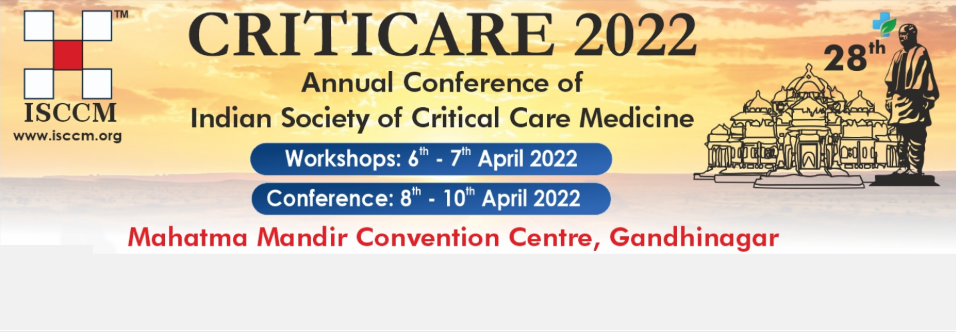 TM
CRITICARE 2022
28th
Annual Conference of
ISCCM
Indian Society of Critical Care Medicine
www.isccm.org
Workshops: 6th - 7th April 2022
Conference: 8th - 10th April 2022
Mahatma Mandir Convention Centre, Gandhinagar